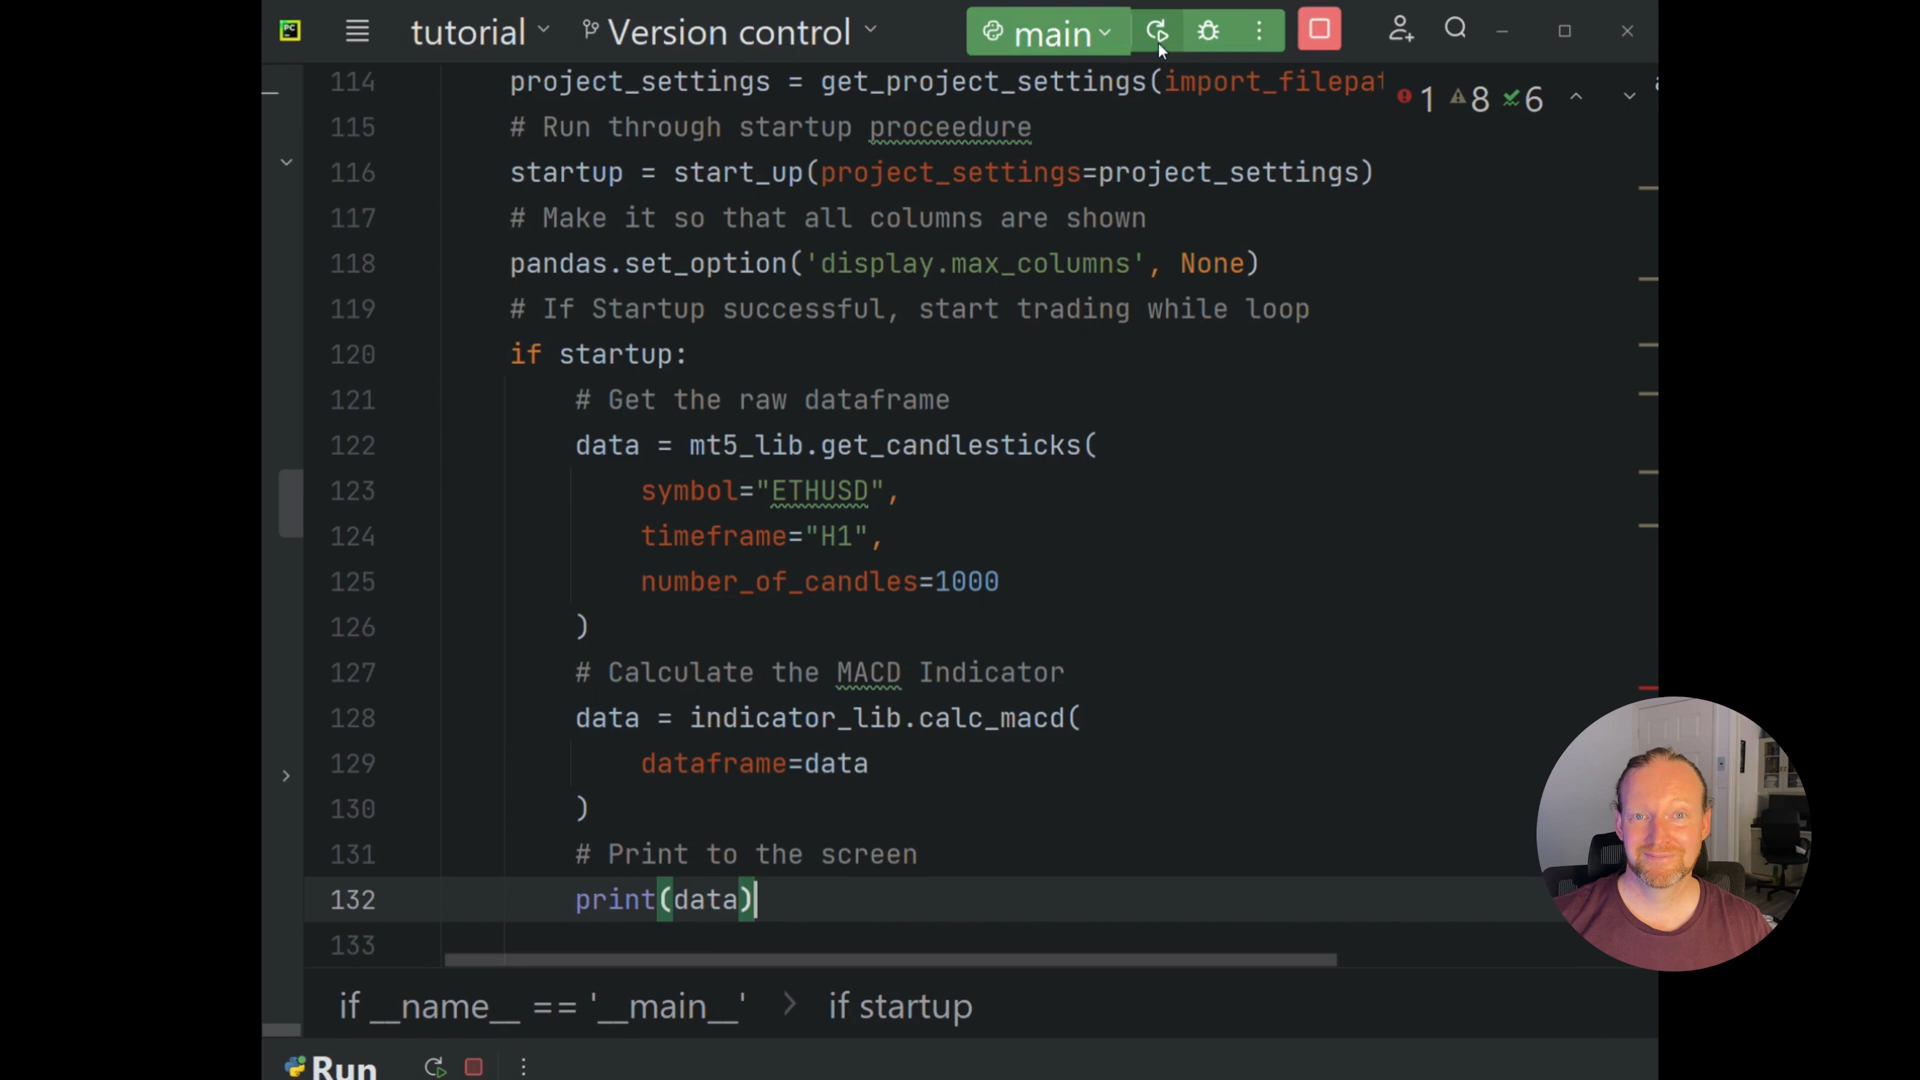 PC tutorial Version control main
114 project_settings = get_project_settings(import_filepat
1 8 6
115 # Run through startup proceedure
116 startup = start_up(project_settings=project_settings)
117 # Make it so that all columns are shown
118 pandas.set_option('display.max_columns', None)
119 # If Startup successful, start trading while loop
120 if startup:
121 # Get the raw dataframe
122 data = mt5_lib.get_candlesticks(
123 symbol="ETHUSD",
124 timeframe="H1",
125 number_of_candles=1000
126 )
127 # Calculate the MACD Indicator
128 data = indicator_lib.calc_macd(
129 dataframe=data
130 )
131 # Print to the screen
132 print(data)
133
if __name__ == '__main__' > if startup
Run